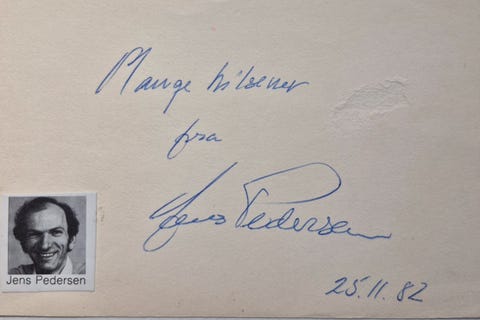 Mange hilsener
fra
Jens Pedersen
25.11.82
Jens Pedersen